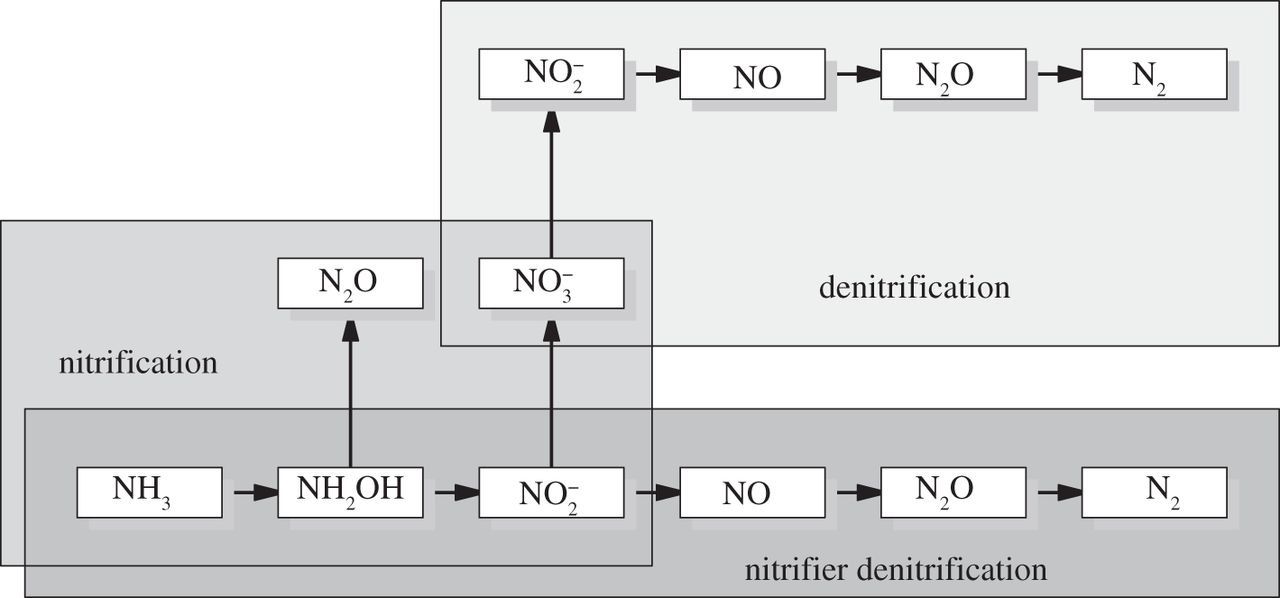 NO₂⁻ NO N₂O N₂
N₂O NO₃⁻
denitrification
nitrification
NH₃ NH₂OH NO₂⁻ NO N₂O N₂
nitrifier denitrification